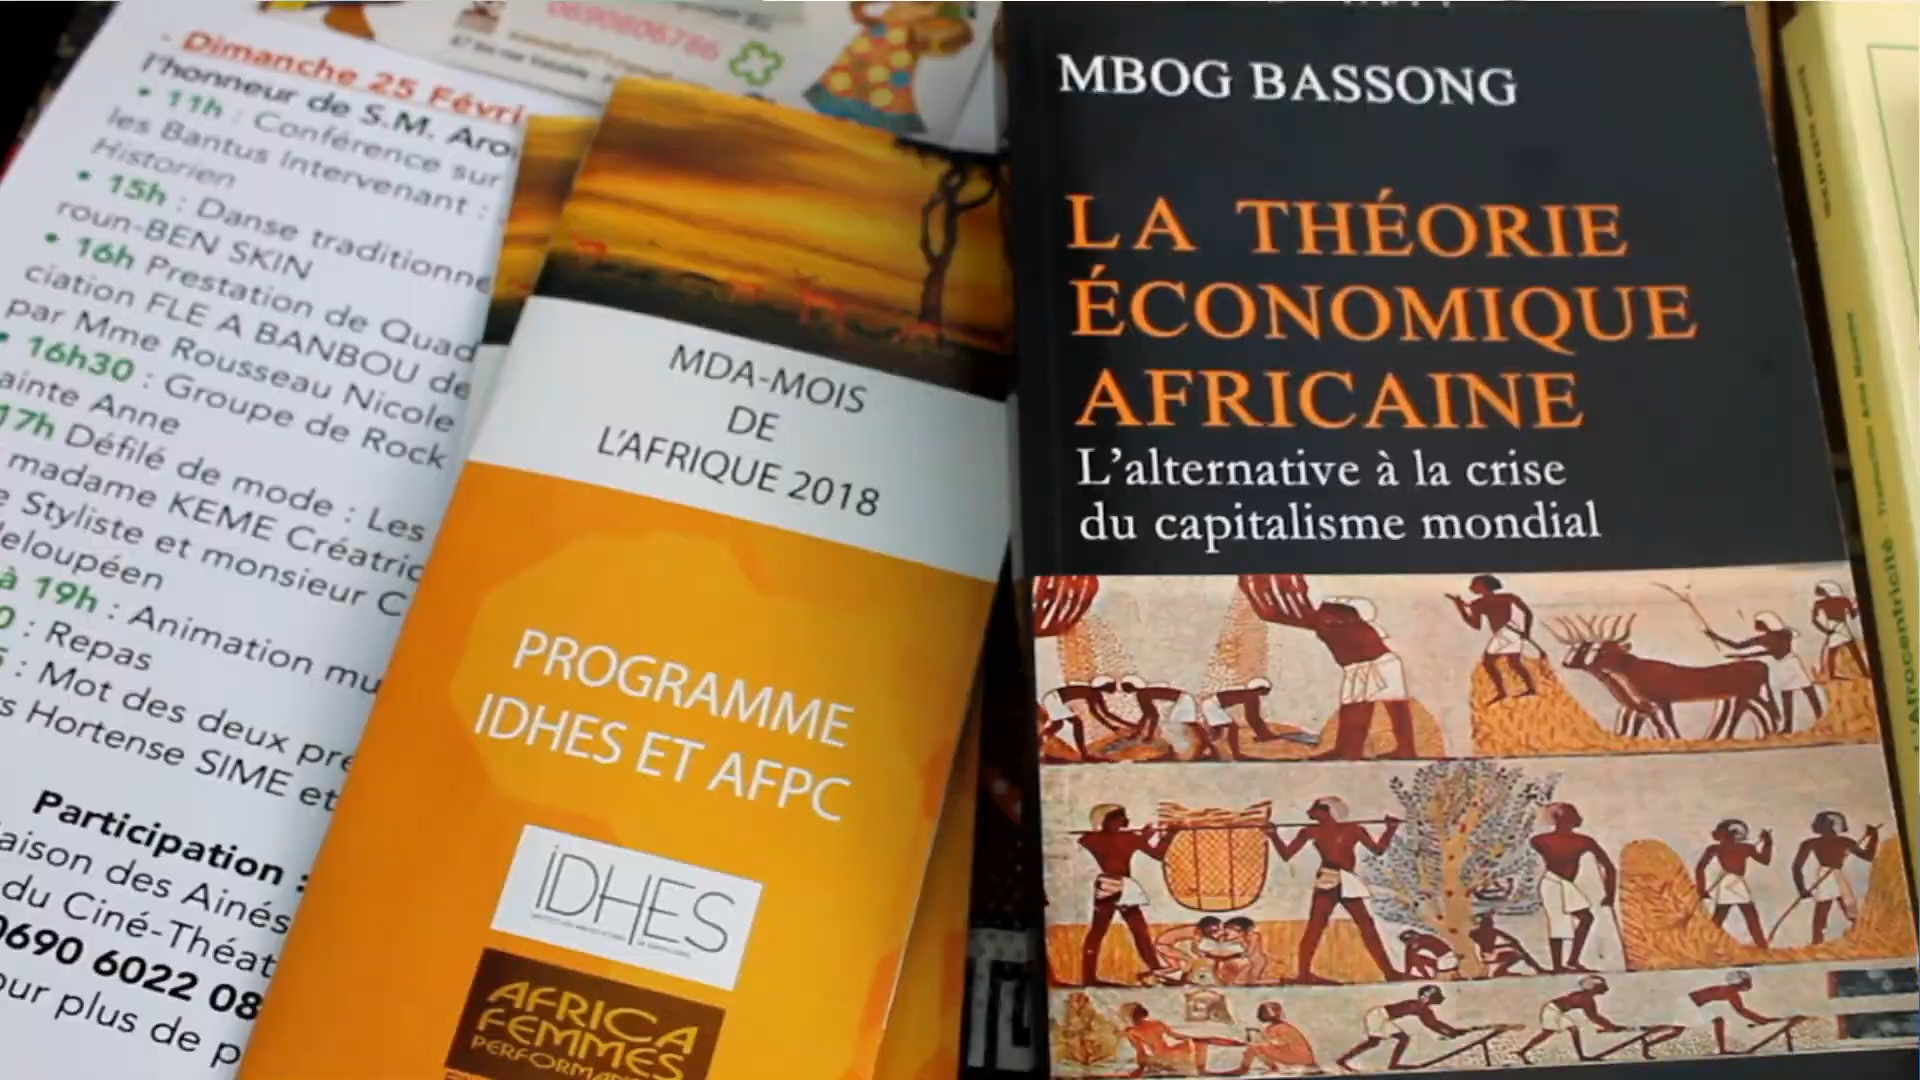 - Dimanche 25 Févri
l'honneur de S.M. Aro
• 11h : Conférence sur
les Bantus Intervenant :
Historien
• 15h : Danse traditionne
roun-BEN SKIN
• 16h Prestation de Quad
ciation FLE A BANBOU de
par Mme Rousseau Nicole
• 16h30 : Groupe de Rock
ainte Anne
17h Défilé de mode : Les
madame KEME Créatric
e Styliste et monsieur C
eloupéen
à 19h : Animation mu
0 : Repas
: Mot des deux pre
s Hortense SIME et
Participation :
aison des Ainés
du Ciné-Théat
0690 6022 08
our plus de p
0690806786
MDA-MOIS
DE
L'AFRIQUE 2018
PROGRAMME
IDHES ET AFPC
IDHES
AFRICA
FEMMES
PERFORMA
MBOG BASSONG
LA THÉORIE
ÉCONOMIQUE
AFRICAINE
L'alternative à la crise
du capitalisme mondial
L'Afrocentricité